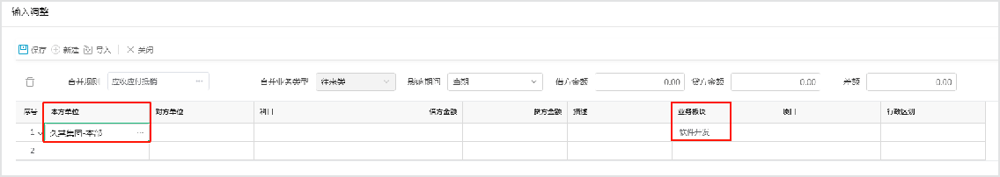 输入调整
保存 新建 导入 关闭
合并规则 应收应付抵销 ... 合并业务类型 往来类 影响期间 当期 借方金额 0.00 贷方金额 0.00 差额 0.00
序号 本方单位 对方单位 科目 借方金额 贷方金额 描述 业务板块 项目 行政区划
1 久其集团-本部 ... 软件开发
2